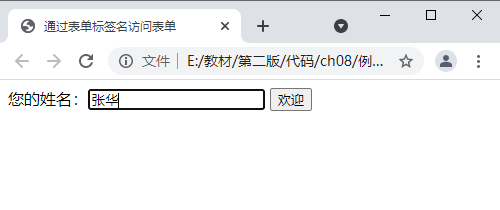 通过表单标签名访问表单
文件 E:/教材/第二版/代码/ch08/例...
您的姓名：张华 欢迎